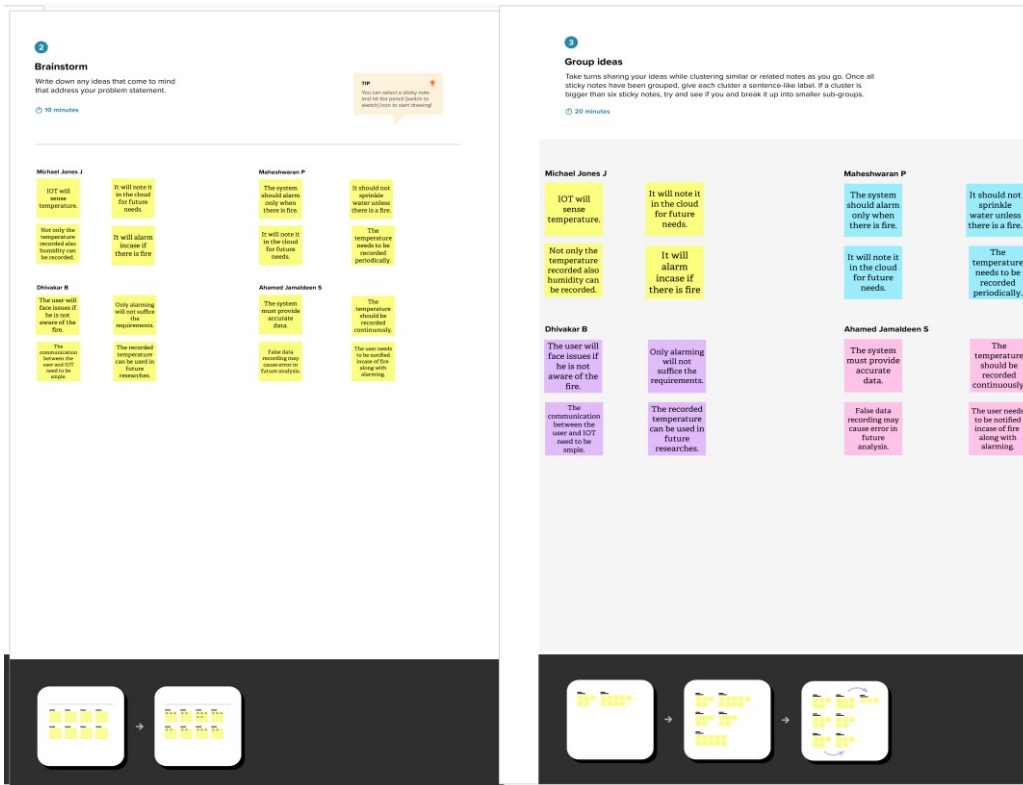 2
Brainstorm
Write down any ideas that come to mind
that address your problem statement.
10 minutes
TIP
You can select a sticky note
and hit the pencil [switch to
sketch] icon to start drawing!
Michael Jones J
IOT will
sense
temperature.
It will note it
in the cloud
for future
needs.
Not only the
temperature
recorded also
humidity can
be recorded.
It will alarm
incase if
there is fire
Maheshwaran P
The system
should alarm
only when
there is fire.
It should not
sprinkle
water unless
there is a fire.
It will note it
in the cloud
for future
needs.
The
temperature
needs to be
recorded
periodically.
Dhivakar B
The user will
face issues if
he is not
aware of the
fire.
Only alarming
will not suffice
the
requirements.
The
communication
between the
user and IOT
need to be
smple.
The recorded
temperature
can be used in
future
researches.
Ahamed Jamaldeen S
The system
must provide
accurate
data.
The
temperature
should be
recorded
continuously.
False data
recording may
cause error in
future analysis.
The user needs
to be notified
incase of fire
along with
alarming.
3
Group ideas
Take turns sharing your ideas while clustering similar or related notes as you go. Once all
sticky notes have been grouped, give each cluster a sentence-like label. If a cluster is
bigger than six sticky notes, try and see if you and break it up into smaller sub-groups.
20 minutes
Michael Jones J
IOT will
sense
temperature.
It will note it
in the cloud
for future
needs.
Not only the
temperature
recorded also
humidity can
be recorded.
It will
alarm
incase if
there is fire
Maheshwaran P
The system
should alarm
only when
there is fire.
It should not
sprinkle
water unless
there is a fire.
It will note it
in the cloud
for future
needs.
The
temperature
needs to be
recorded
periodically.
Dhivakar B
The user will
face issues if
he is not
aware of the
fire.
Only alarming
will not
suffice the
requirements.
The
communication
between the
user and IOT
need to be
smple.
The recorded
temperature
can be used in
future
researches.
Ahamed Jamaldeen S
The system
must provide
accurate
data.
The
temperature
should be
recorded
continuously
False data
recording may
cause error in
future
analysis.
The user needs
to be notified
incase of fire
along with
alarming.